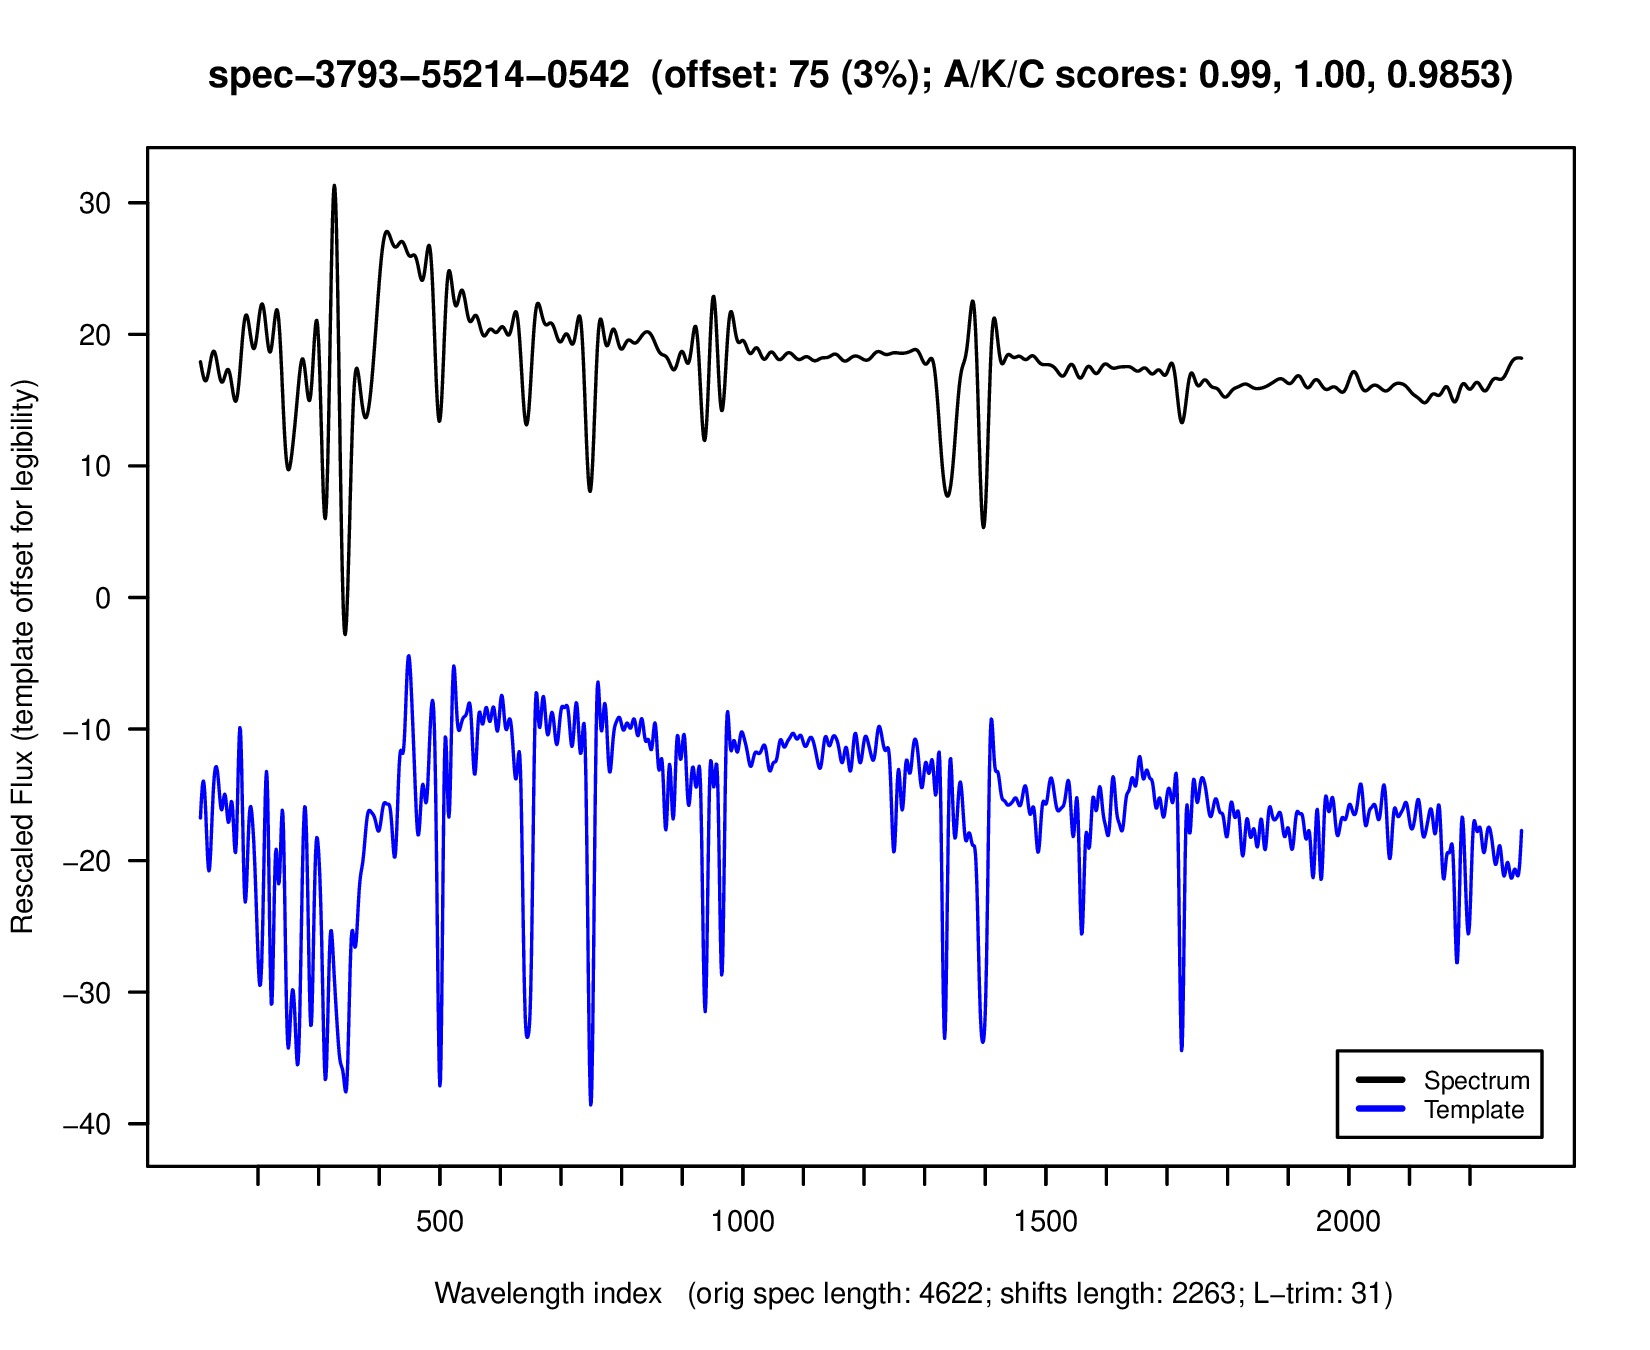 spec−3793−55214−0542  (offset: 75 (3%); A/K/C scores: 0.99, 1.00, 0.9853)
Rescaled Flux (template offset for legibility)
30
20
10
0
−10
−20
−30
−40
Spectrum
Template
500
1000
1500
2000
Wavelength index   (orig spec length: 4622; shifts length: 2263; L−trim: 31)